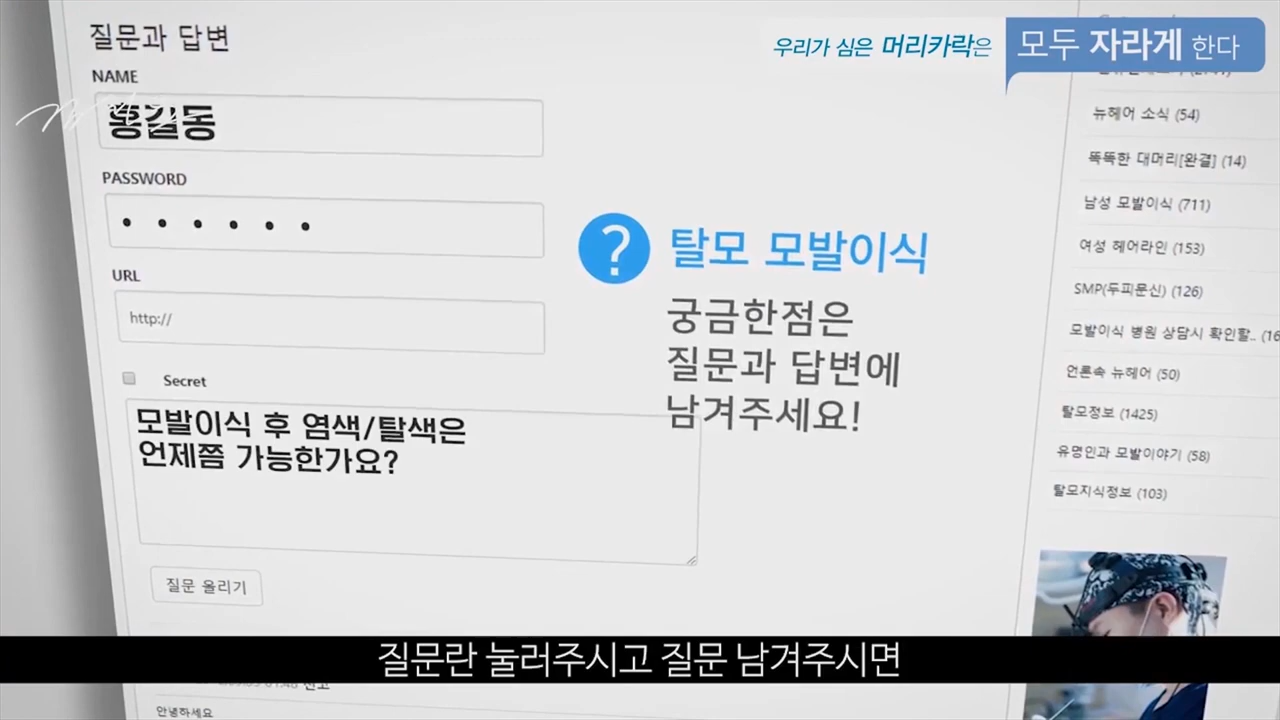 질문과 답변
우리가 심은 머리카락은
모두 자라게 한다
NAME
홍길동
PASSWORD
URL
http://
Secret
모발이식 후 염색/탈색은
언제쯤 가능한가요?
질문 올리기
?
탈모 모발이식
궁금한점은
질문과 답변에
남겨주세요!
뉴헤어 소식 (54)
똑똑한 대머리[완결] (14)
남성 모발이식 (711)
여성 헤어라인 (153)
SMP(두피문신) (126)
모발이식 병원 상담시 확인할.. (16
언론속 뉴헤어 (50)
탈모정보 (1425)
유명인과 모발이야기 (58)
탈모지식정보 (103)
질문란 눌러주시고 질문 남겨주시면
안녕하세요